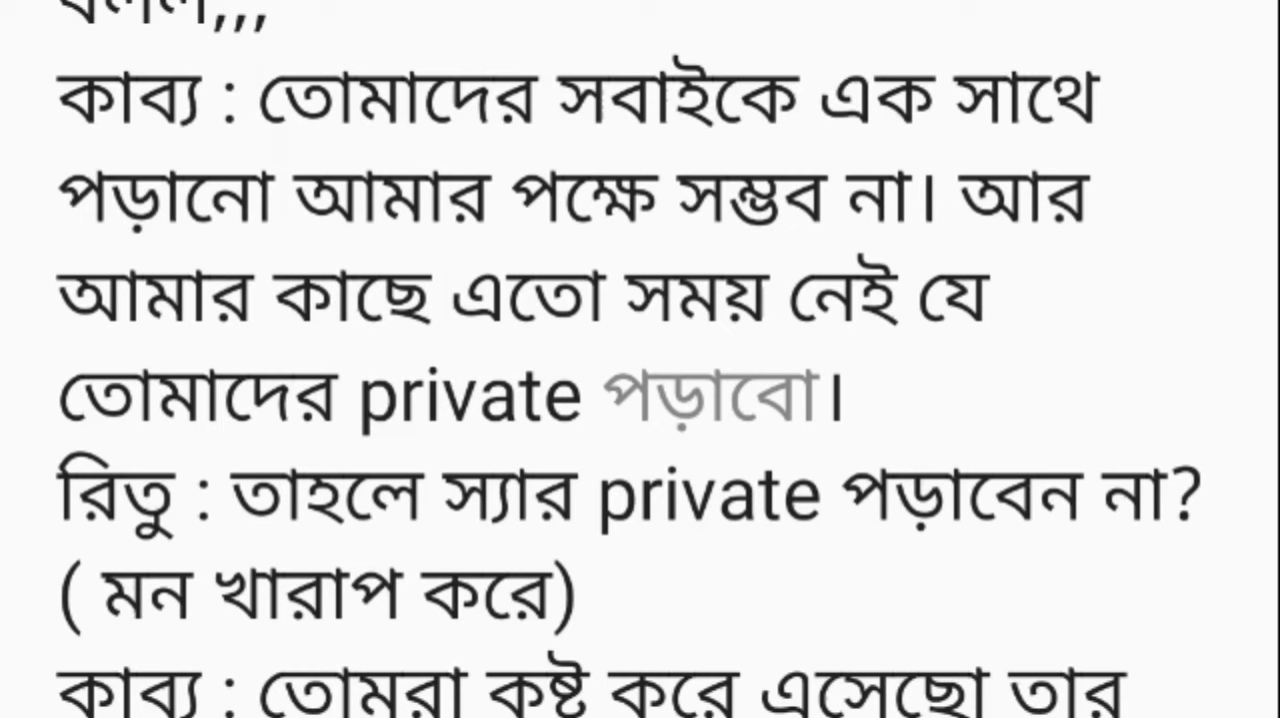 বলল,,,
কাব্য : তোমাদের সবাইকে এক সাথে
পড়ানো আমার পক্ষে সম্ভব না। আর
আমার কাছে এতো সময় নেই যে
তোমাদের private পড়াবো।
রিতু : তাহলে স্যার private পড়াবেন না?
( মন খারাপ করে)
কাব্য : তোমরা কষ্ট করে এসেছো তার